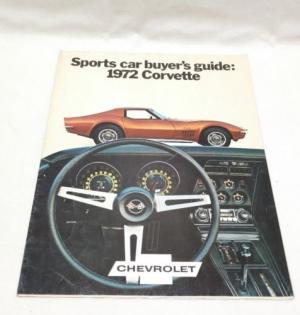 Sports car buyer's guide:
1972 Corvette
CHEVROLET